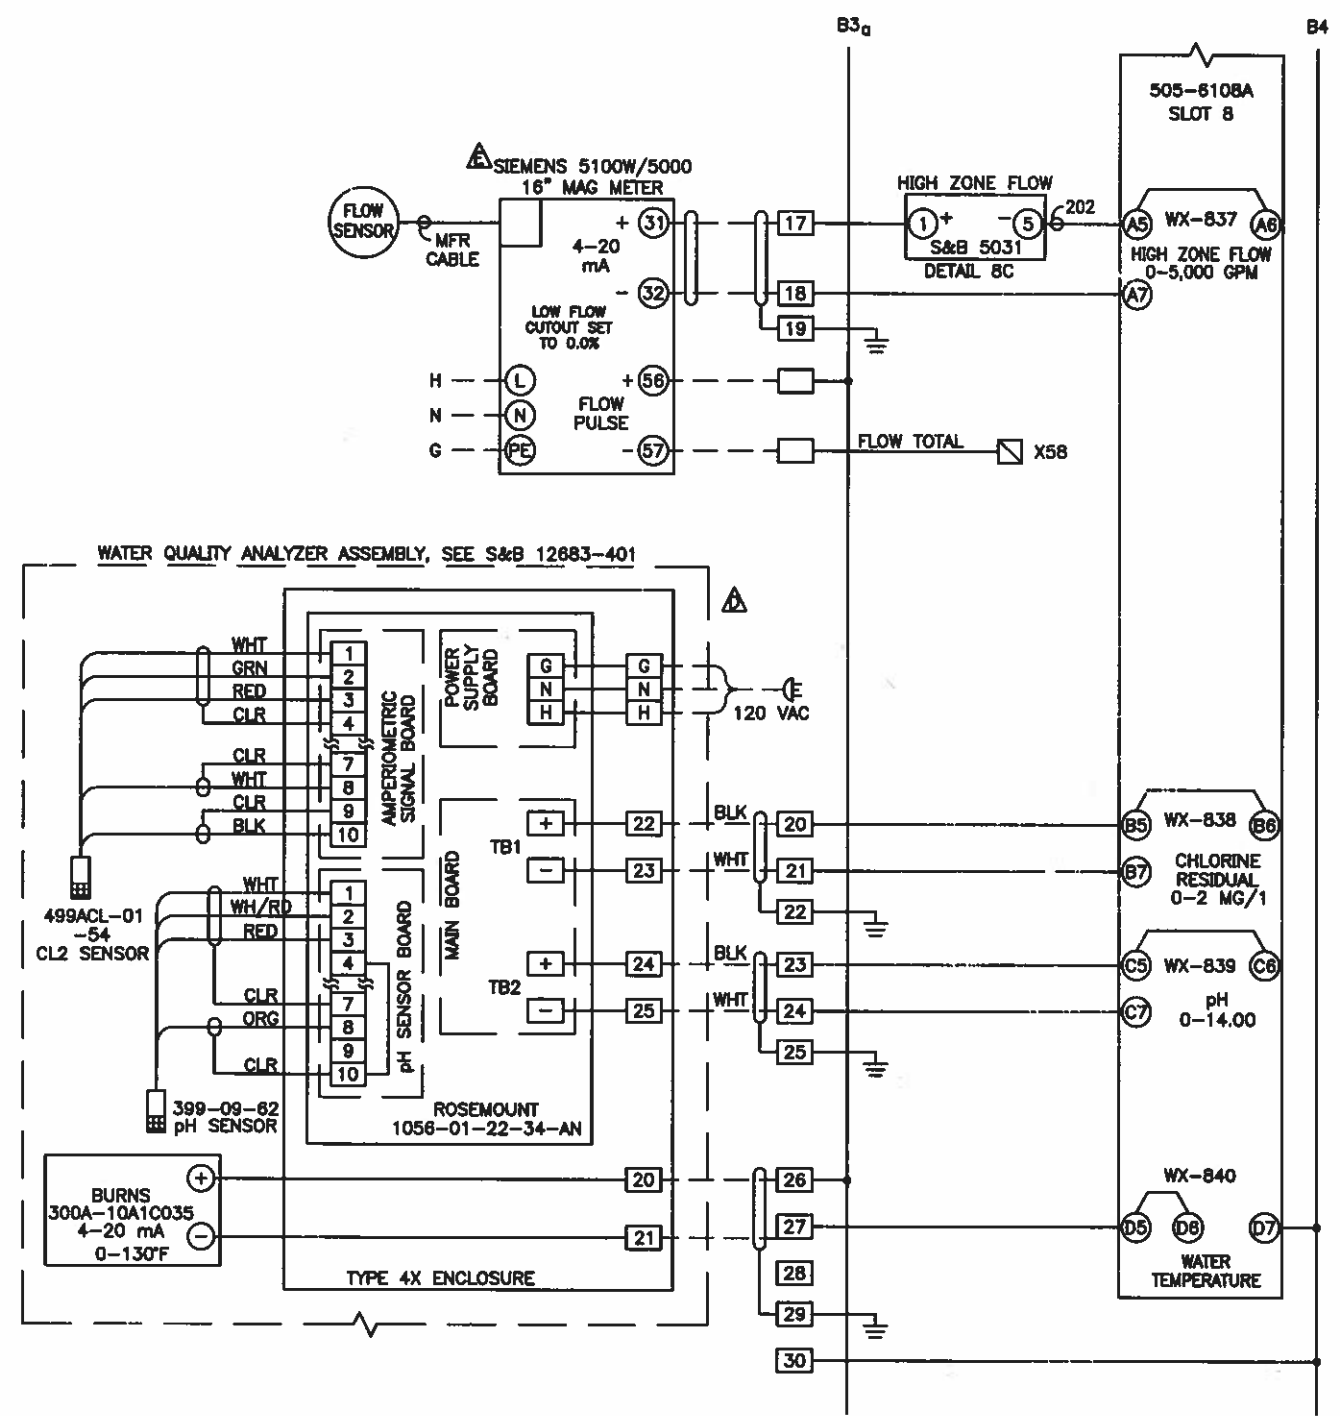 B3a
B4
505-6108A
SLOT 8
E
SIEMENS 5100W/5000
16" MAG METER
FLOW
SENSOR
MFR
CABLE
+ 31
4-20
mA
- 32
LOW FLOW
CUTOUT SET
TO 0.0%
H L
N N
G PE
+ 56
FLOW
PULSE
- 57
17
18
19
HIGH ZONE FLOW
1 + - 5
S&B 5031
DETAIL 8C
202
A5 WX-837 A6
HIGH ZONE FLOW
0-5,000 GPM
A7
FLOW TOTAL
X58
WATER QUALITY ANALYZER ASSEMBLY, SEE S&B 12683-401
D
WHT 1
GRN 2
RED 3
CLR 4
CLR 7
WHT 8
CLR 9
BLK 10
AMPERIOMETRIC
SIGNAL BOARD
POWER
SUPPLY
BOARD
G G
N N
H H
120 VAC
499ACL-01
-54
CL2 SENSOR
WHT 1
WH/RD 2
RED 3
4
CLR 7
ORG 8
9
CLR 10
pH SENSOR BOARD
MAIN BOARD
TB1
+ 22 BLK 20
- 23 WHT 21
22
TB2
+ 24 BLK 23
- 25 WHT 24
25
B5 WX-838 B6
B7
CHLORINE
RESIDUAL
0-2 MG/1
C5 WX-839 C6
C7
pH
0-14.00
399-09-62
pH SENSOR
ROSEMOUNT
1056-01-22-34-AN
BURNS
300A-10A1C035
4-20 mA
0-130°F
+
-
20
21
TYPE 4X ENCLOSURE
26
27
28
29
30
WX-840
D5 D6 D7
WATER
TEMPERATURE